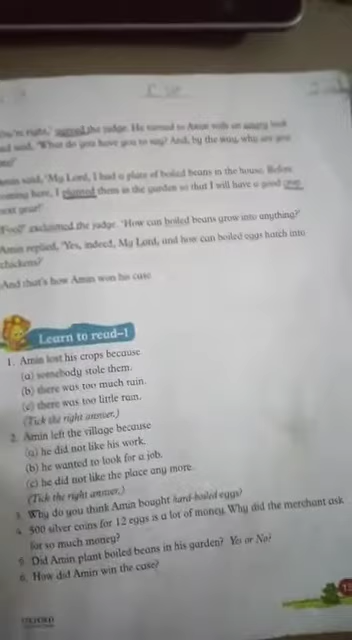 You're right,' agreed the judge. He turned to Amin with an angry look
and said, 'What do you have you to say? And, by the way, why are you
Amin said, 'My Lord, I had a plate of boiled beans in the house. Before
coming here, I planted them in the garden so that I will have a good crop
next year!'
'Fool!' exclaimed the judge. 'How can boiled beans grow into anything?'
Amin replied, 'Yes, indeed, My Lord, and how can boiled eggs hatch into
chickens?'
And that's how Amin won his case.
Learn to read–1
1. Amin lost his crops because
(a) somebody stole them.
(b) there was too much rain.
(c) there was too little rain.
(Tick the right answer.)
2. Amin left the village because
(a) he did not like his work.
(b) he wanted to look for a job.
(c) he did not like the place any more.
(Tick the right answer.)
3. Why do you think Amin bought hard-boiled eggs?
4. 500 silver coins for 12 eggs is a lot of money. Why did the merchant ask
for so much money?
5. Did Amin plant boiled beans in his garden? Yes or No?
6. How did Amin win the case?
OXFORD